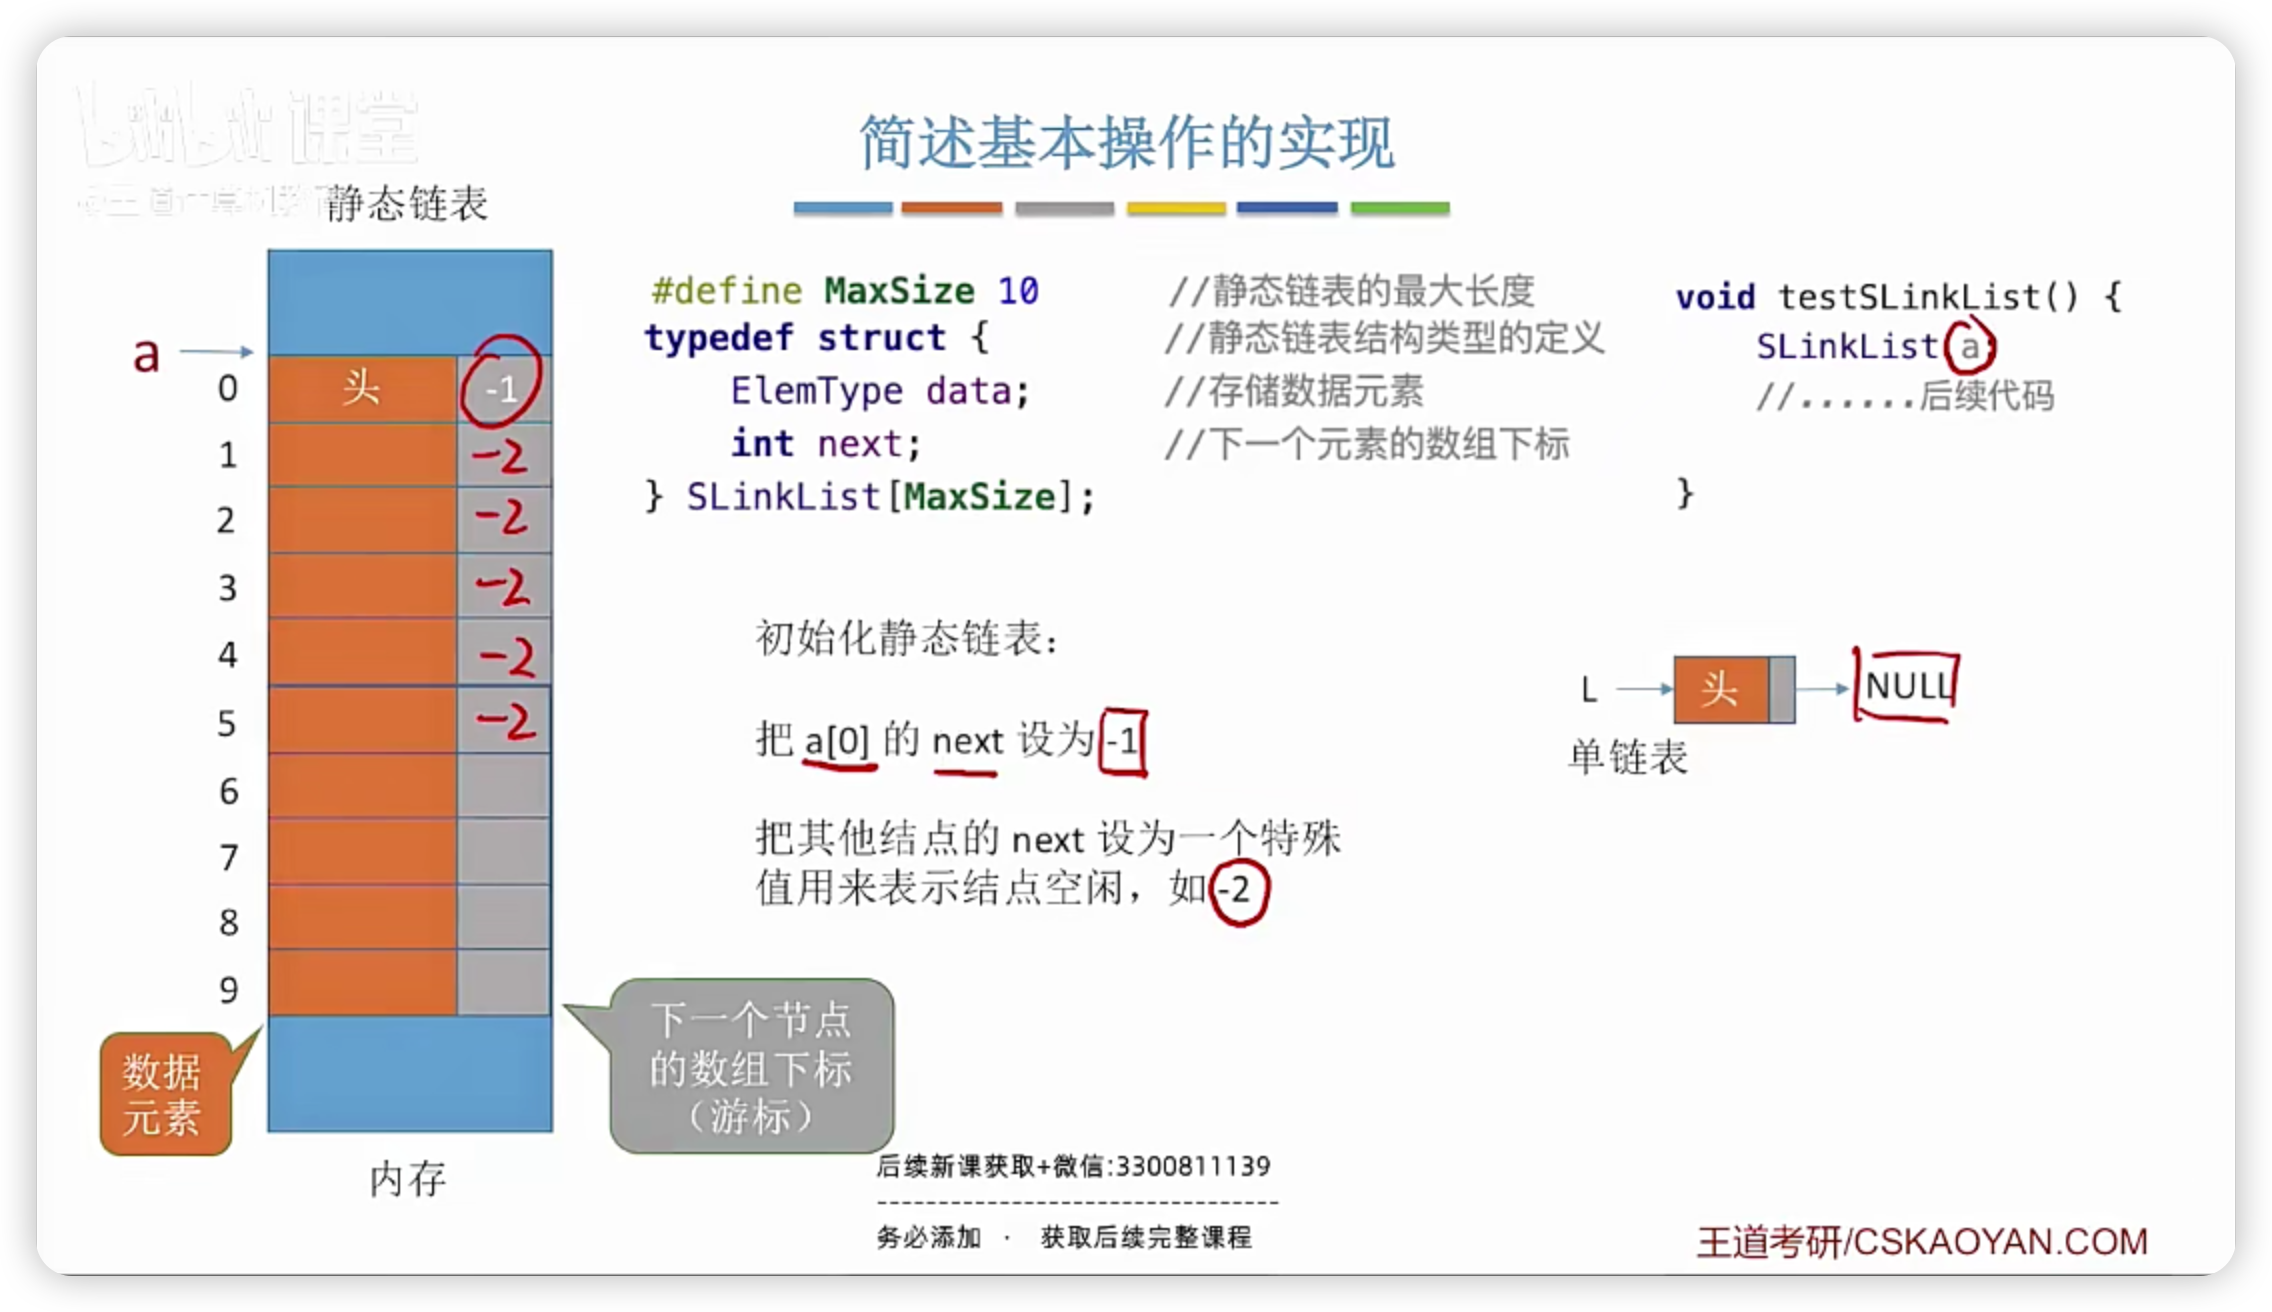 bilibili 课堂
简述基本操作的实现
静态链表
a
0 头 -1
1 -2
2 -2
3 -2
4 -2
5 -2
6
7
8
9
数据
元素
内存
下一个节点
的数组下标
（游标）
#define MaxSize 10 //静态链表的最大长度
typedef struct { //静态链表结构类型的定义
ElemType data; //存储数据元素
int next; //下一个元素的数组下标
} SLinkList[MaxSize];
void testSLinkList() {
SLinkList a;
//......后续代码
}
初始化静态链表：
把 a[0] 的 next 设为 -1
把其他结点的 next 设为一个特殊
值用来表示结点空闲，如 -2
L 头 NULL
单链表
后续新课获取+微信:3300811139
--------------------------------
务必添加 · 获取后续完整课程
王道考研/CSKAOYAN.COM